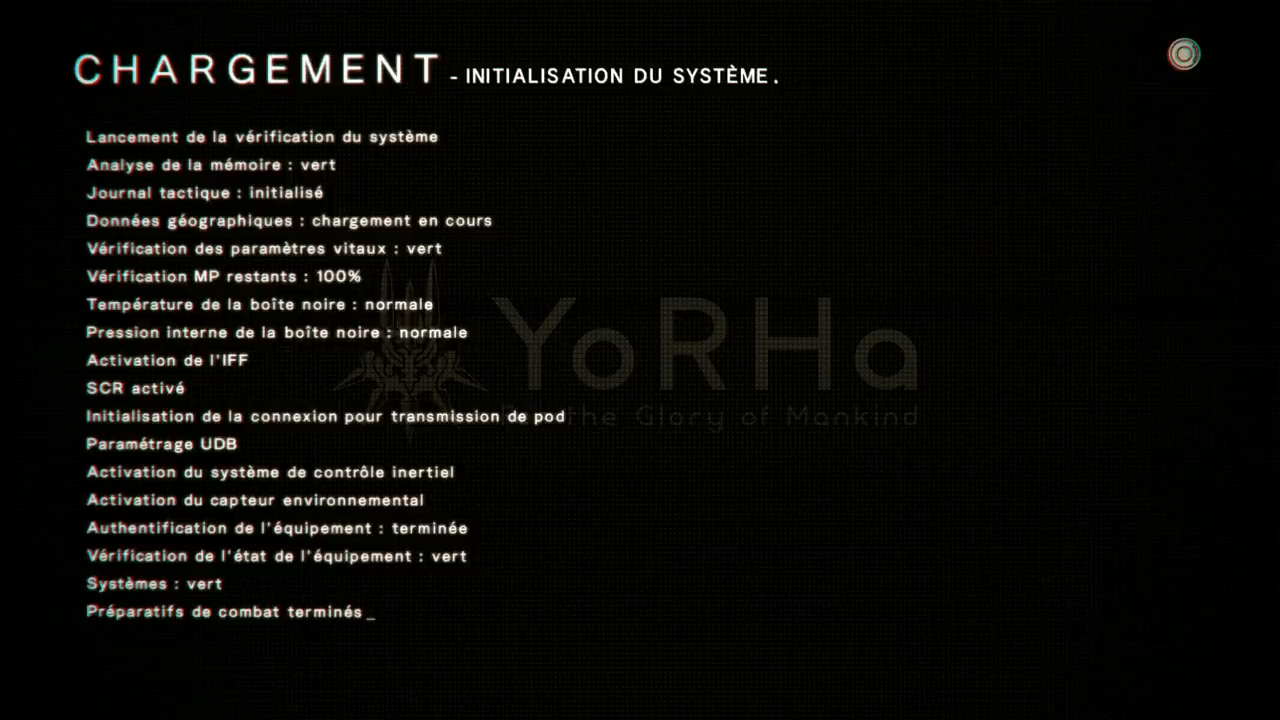 CHARGEMENT - INITIALISATION DU SYSTÈME.
Lancement de la vérification du système
Analyse de la mémoire : vert
Journal tactique : initialisé
Données géographiques : chargement en cours
Vérification des paramètres vitaux : vert
Vérification MP restants : 100%
Température de la boîte noire : normale
Pression interne de la boîte noire : normale
Activation de l'IFF
SCR activé
Initialisation de la connexion pour transmission de pod
Paramétrage UDB
Activation du système de contrôle inertiel
Activation du capteur environnemental
Authentification de l'équipement : terminée
Vérification de l'état de l'équipement : vert
Systèmes : vert
Préparatifs de combat terminés _
YoRHa
the Glory of Mankind